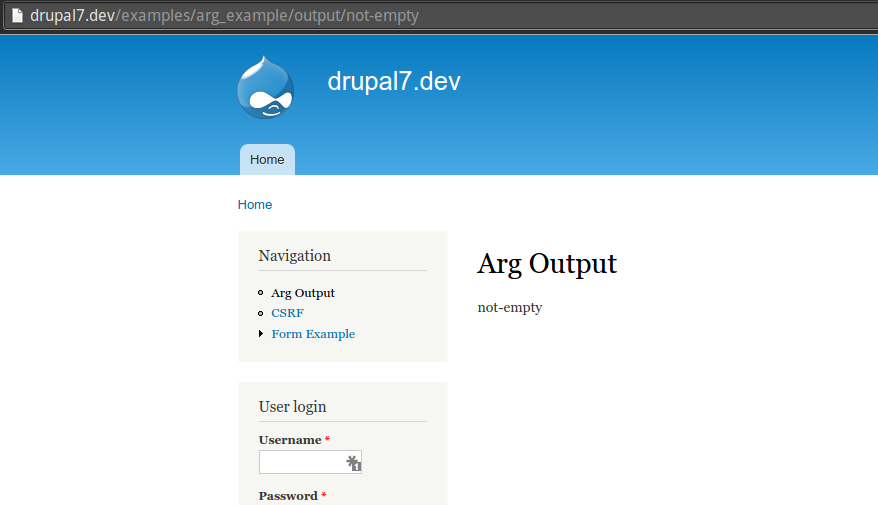 drupal7.dev/examples/arg_example/output/not-empty
drupal7.dev
Home
Home
Navigation
Arg Output
CSRF
Form Example
User login
Username *
1
Password *
Arg Output
not-empty